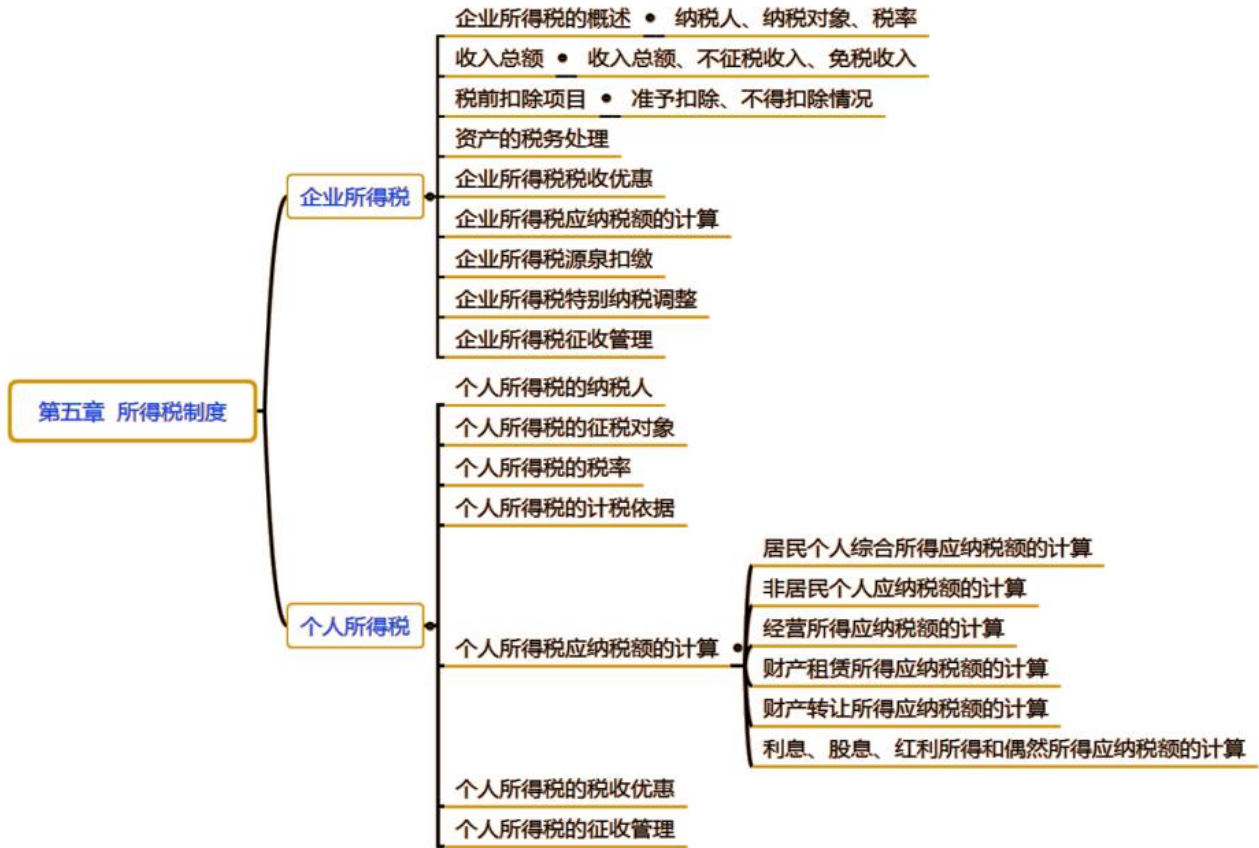 第五章 所得税制度
企业所得税
企业所得税的概述 • 纳税人、纳税对象、税率
收入总额 • 收入总额、不征税收入、免税收入
税前扣除项目 • 准予扣除、不得扣除情况
资产的税务处理
企业所得税税收优惠
企业所得税应纳税额的计算
企业所得税源泉扣缴
企业所得税特别纳税调整
企业所得税征收管理
个人所得税
个人所得税的纳税人
个人所得税的征税对象
个人所得税的税率
个人所得税的计税依据
个人所得税应纳税额的计算
居民个人综合所得应纳税额的计算
非居民个人应纳税额的计算
经营所得应纳税额的计算
财产租赁所得应纳税额的计算
财产转让所得应纳税额的计算
利息、股息、红利所得和偶然所得应纳税额的计算
个人所得税的税收优惠
个人所得税的征收管理